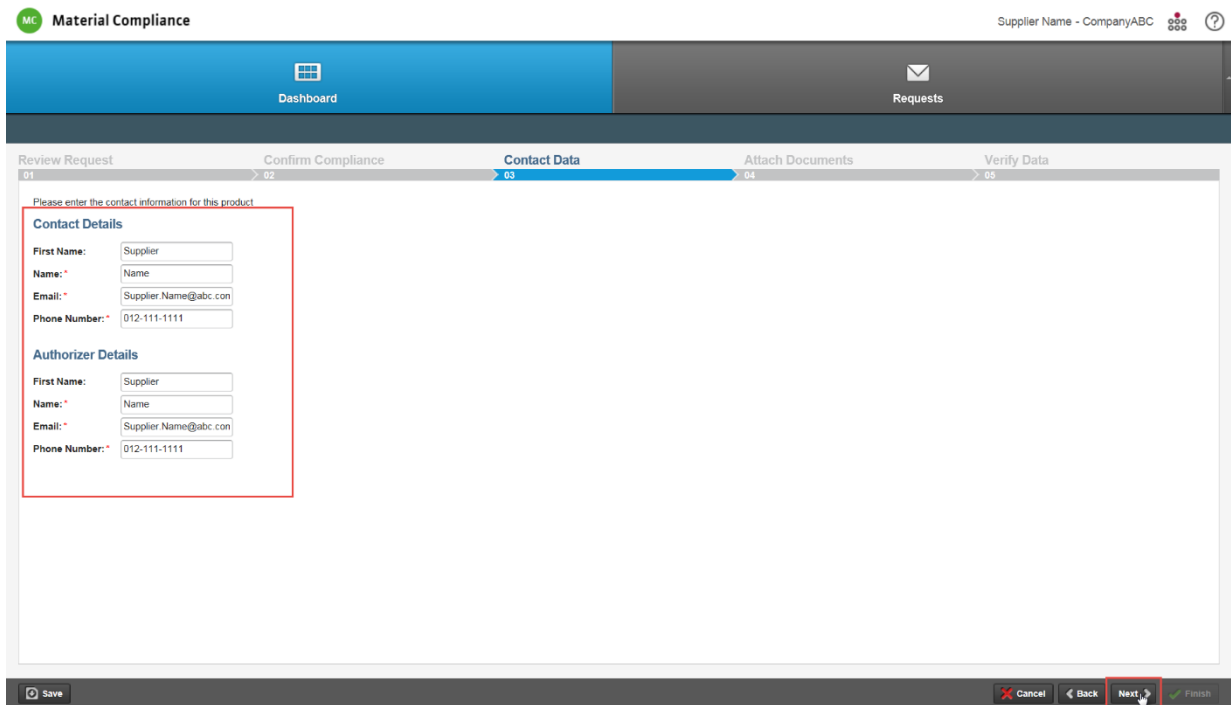 MC Material Compliance
Supplier Name - CompanyABC ?
Dashboard
Requests
Review Request Confirm Compliance Contact Data Attach Documents Verify Data
01 02 03 04 05
Please enter the contact information for this product
Contact Details
First Name: Supplier
Name:* Name
Email:* Supplier.Name@abc.con
Phone Number:* 012-111-1111
Authorizer Details
First Name: Supplier
Name:* Name
Email:* Supplier.Name@abc.con
Phone Number:* 012-111-1111
Save Cancel Back Next Finish